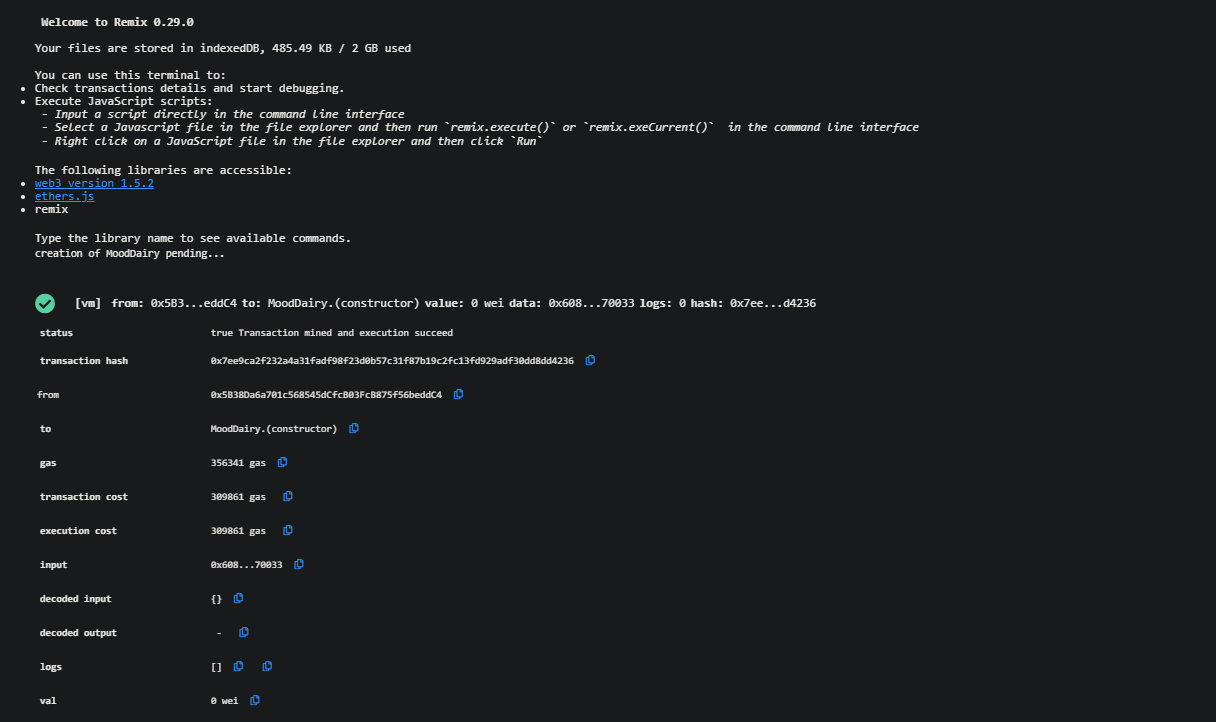 Welcome to Remix 0.29.0
Your files are stored in indexedDB, 485.49 KB / 2 GB used
You can use this terminal to:
• Check transactions details and start debugging.
• Execute JavaScript scripts:
- Input a script directly in the command line interface
- Select a Javascript file in the file explorer and then run `remix.execute()` or `remix.exeCurrent()` in the command line interface
- Right click on a JavaScript file in the file explorer and then click `Run`
The following libraries are accessible:
• web3 version 1.5.2
• ethers.js
• remix
Type the library name to see available commands.
creation of MoodDairy pending...
[vm] from: 0x5B3...eddC4 to: MoodDairy.(constructor) value: 0 wei data: 0x608...70033 logs: 0 hash: 0x7ee...d4236
status true Transaction mined and execution succeed
transaction hash 0x7ee9ca2f232a4a31fadf98f23d0b57c31f87b19c2fc13fd929adf30dd8dd4236
from 0x5B38Da6a701c568545dCfcB03FcB875f56beddC4
to MoodDairy.(constructor)
gas 356341 gas
transaction cost 309861 gas
execution cost 309861 gas
input 0x608...70033
decoded input {}
decoded output -
logs []
val 0 wei